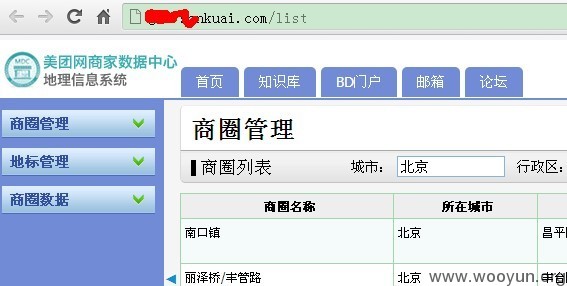 nkuai.com/list
MDC 美团网商家数据中心
地理信息系统
首页 知识库 BD门户 邮箱 论坛
商圈管理
地标管理
商圈数据
商圈管理
商圈列表 城市： 北京 行政区：
商圈名称 所在城市
南口镇 北京 昌平
丽泽桥/丰管路 北京 丰台
www.wooyun.org